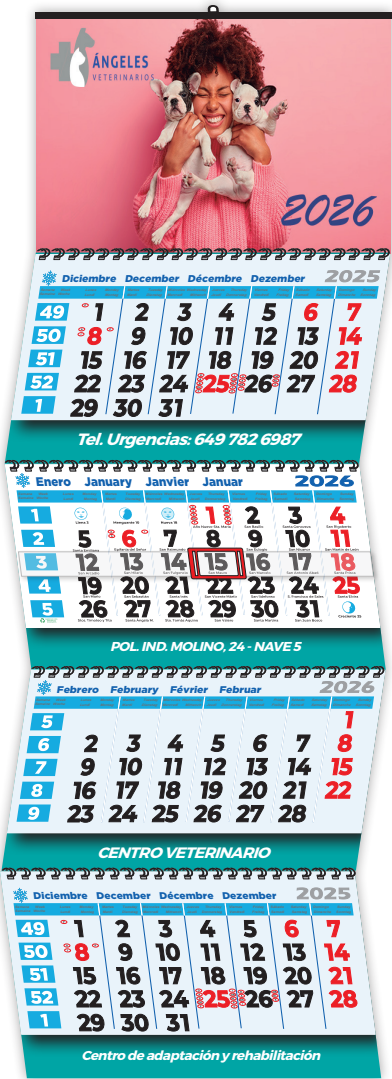 ÁNGELES
VETERINARIOS
2026
Diciembre December Décembre Dezember 2025
49 1 2 3 4 5 6 7
50 8 9 10 11 12 13 14
51 15 16 17 18 19 20 21
52 22 23 24 25 26 27 28
1 29 30 31
Tel. Urgencias: 649 782 6987
Enero January Janvier Januar 2026
1 Llena 3 Menguante 10 Nueva 18 1 2 3 4
2 5 6 7 8 9 10 11
3 12 13 14 15 16 17 18
4 19 20 21 22 23 24 25
5 26 27 28 29 30 31 Creciente 25
POL. IND. MOLINO, 24 - NAVE 5
Febrero February Février Februar 2026
5 1
6 2 3 4 5 6 7 8
7 9 10 11 12 13 14 15
8 16 17 18 19 20 21 22
9 23 24 25 26 27 28
CENTRO VETERINARIO
Diciembre December Décembre Dezember 2025
49 1 2 3 4 5 6 7
50 8 9 10 11 12 13 14
51 15 16 17 18 19 20 21
52 22 23 24 25 26 27 28
1 29 30 31
Centro de adaptación y rehabilitación